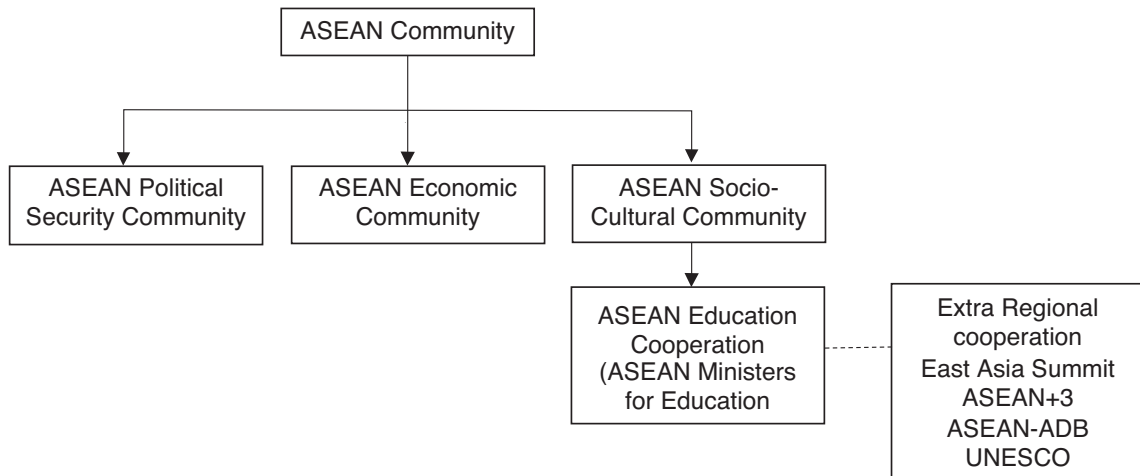 ASEAN Community
ASEAN Political
Security Community
ASEAN Economic
Community
ASEAN Socio-
Cultural Community
ASEAN Education
Cooperation
(ASEAN Ministers
for Education
Extra Regional
cooperation
East Asia Summit
ASEAN+3
ASEAN-ADB
UNESCO